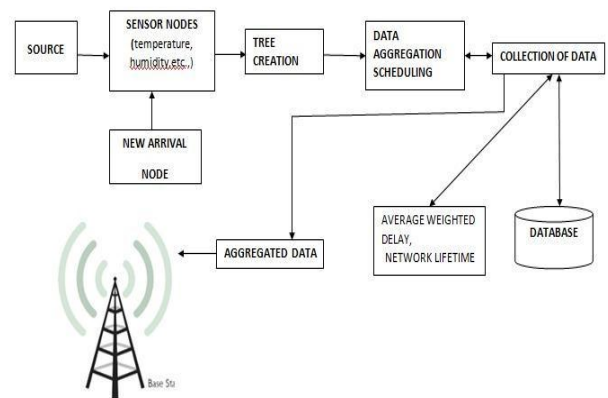 SOURCE
SENSOR NODES
(temperature,
humidity,etc.,)
TREE
CREATION
DATA
AGGREGATION
SCHEDULING
COLLECTION OF DATA
NEW ARRIVAL
NODE
AVERAGE WEIGHTED
DELAY,
NETWORK LIFETIME
DATABASE
AGGREGATED DATA
Base Sta